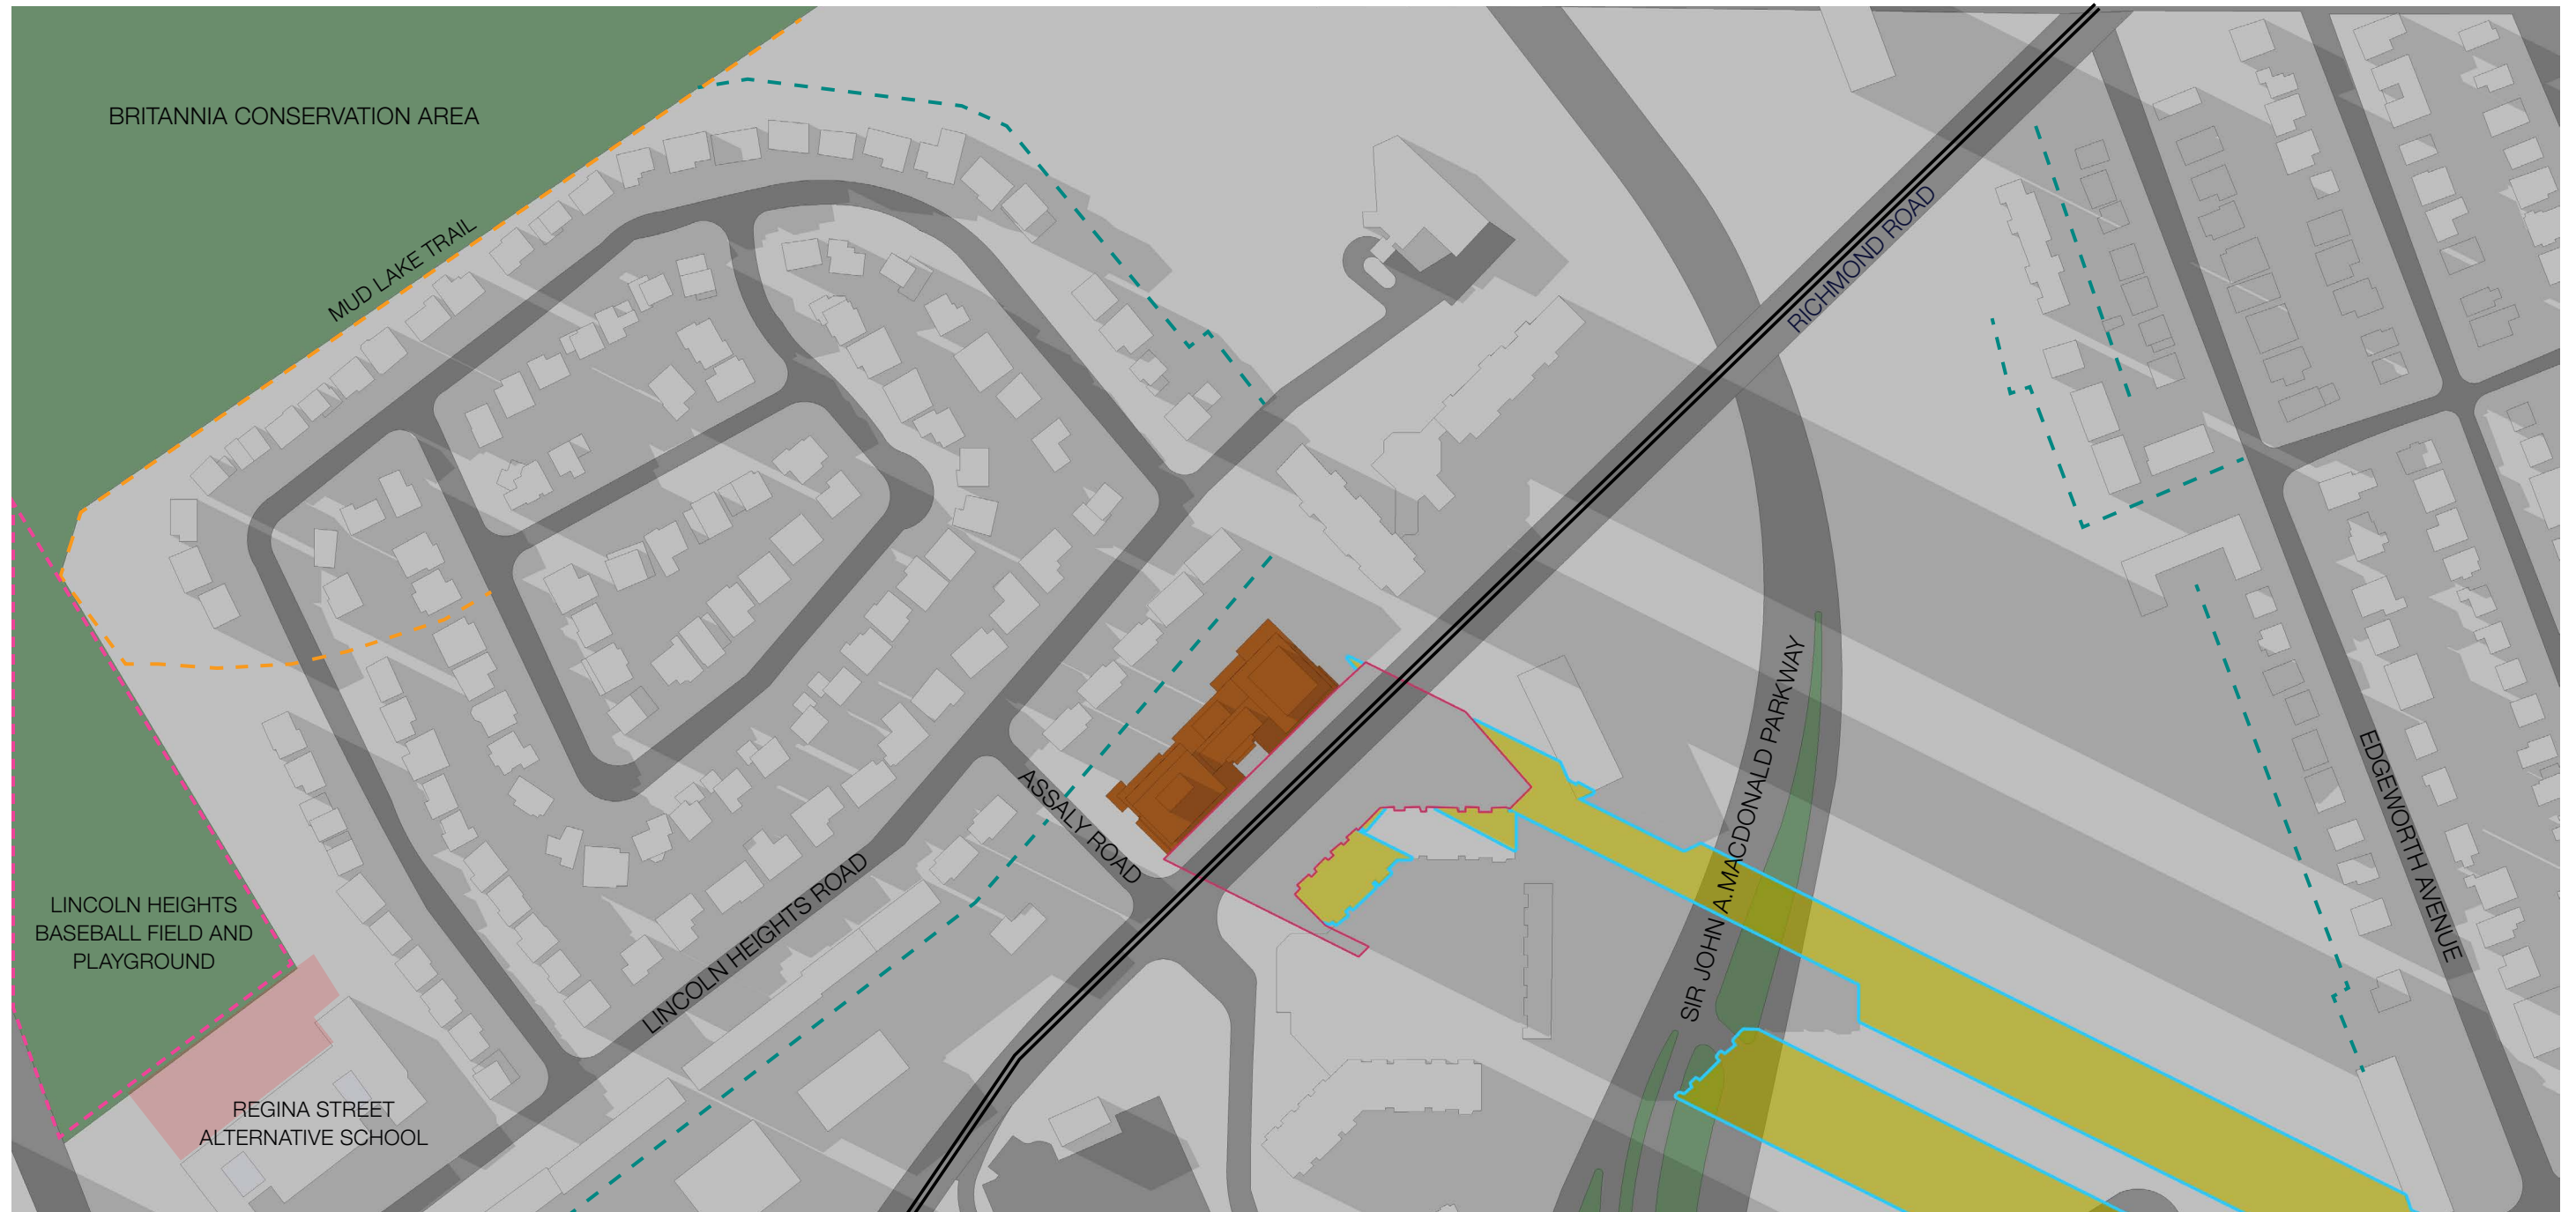 BRITANNIA CONSERVATION AREA
MUD LAKE TRAIL
RICHMOND ROAD
SIR JOHN A.MACDONALD PARKWAY
EDGEWORTH AVENUE
ASSALY ROAD
LINCOLN HEIGHTS ROAD
LINCOLN HEIGHTS
BASEBALL FIELD AND
PLAYGROUND
REGINA STREET
ALTERNATIVE SCHOOL